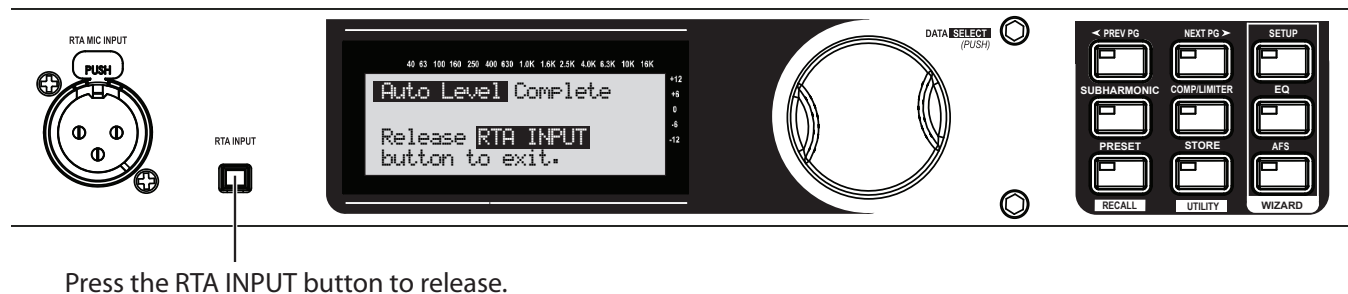 RTA MIC INPUT
PUSH
RTA INPUT
40 63 100 160 250 400 630 1.0K 1.6K 2.5K 4.0K 6.3K 10K 16K
+12
+6
0
-6
-12
Auto Level Complete
Release RTA INPUT
button to exit.
DATA SELECT
(PUSH)
PREV PG NEXT PG SETUP
SUBHARMONIC COMP/LIMITER EQ
PRESET STORE AFS
RECALL UTILITY WIZARD
Press the RTA INPUT button to release.